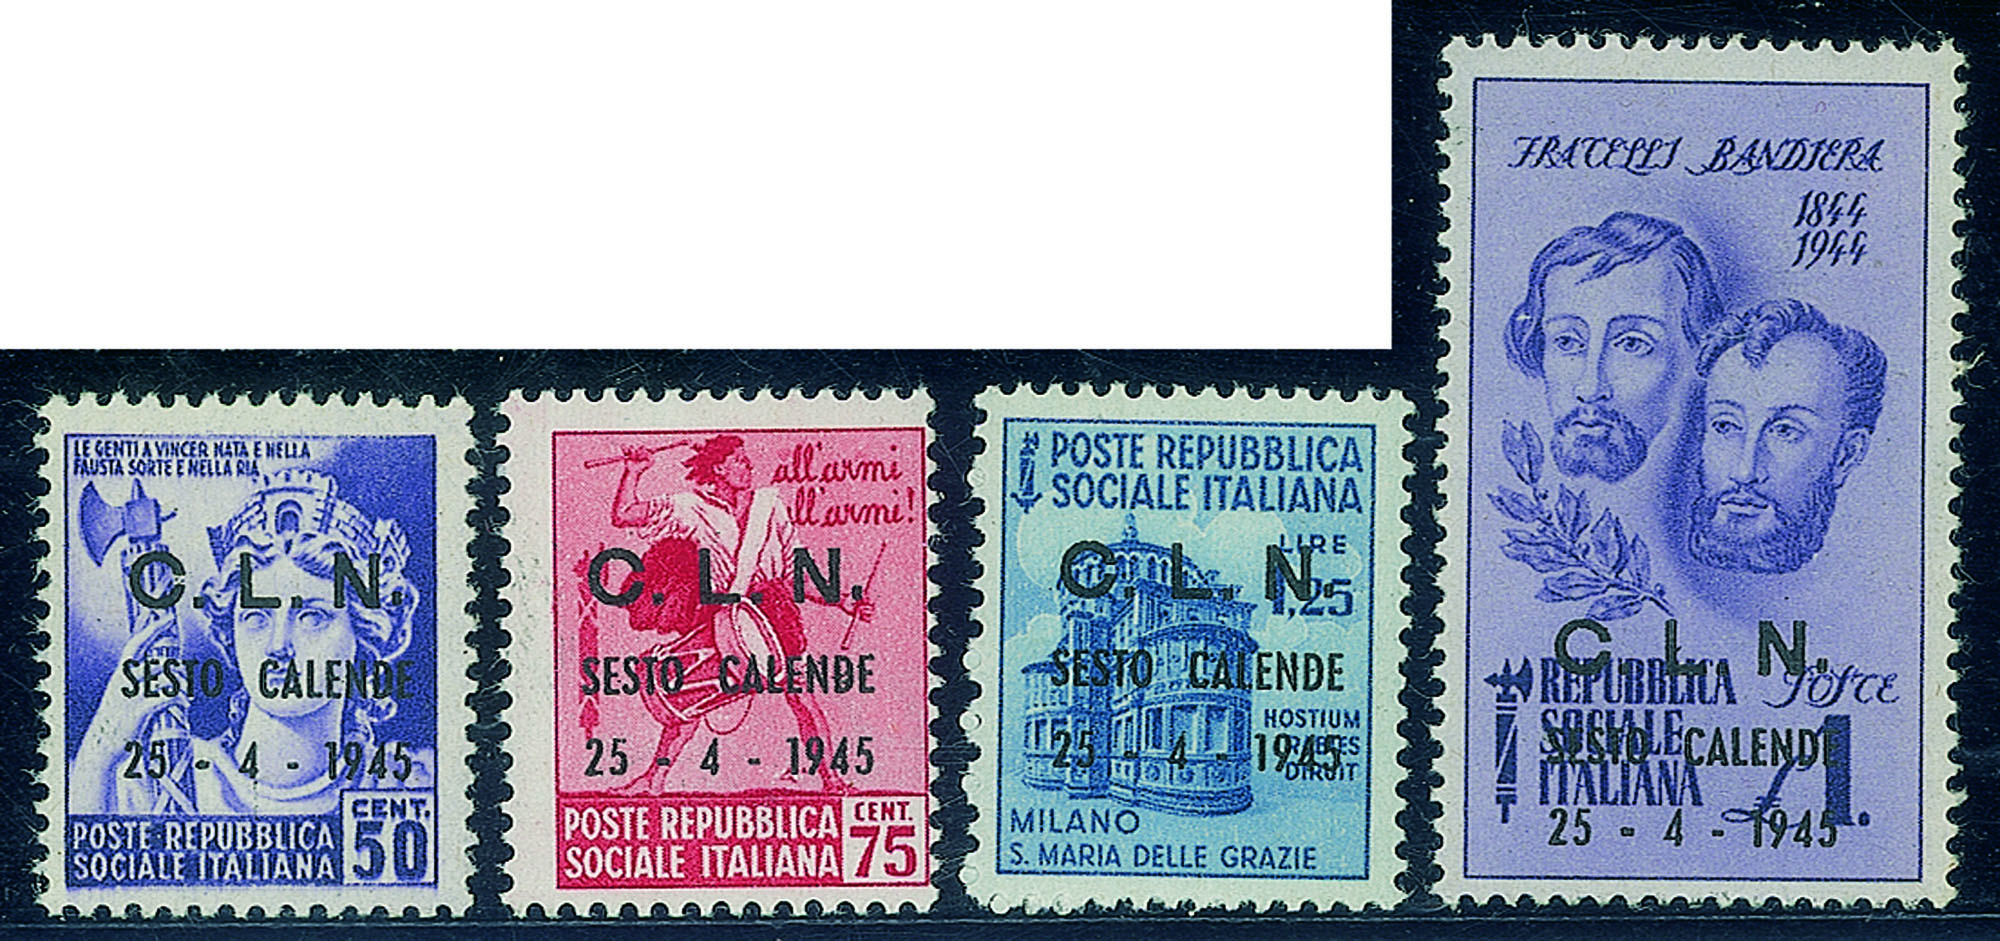 LE GENTI A VINCER NATA E NELLA
FAUSTA SORTE E NELLA RIA
C. L. N.
SESTO CALENDE
25 - 4 - 1945
CENT.
50
POSTE REPUBBLICA
SOCIALE ITALIANA
all'armi
all'armi!
C. L. N.
SESTO CALENDE
25 - 4 - 1945
POSTE REPUBBLICA
SOCIALE ITALIANA
CENT.
75
POSTE REPUBBLICA
SOCIALE ITALIANA
LIRE
1,25
C. L. N.
SESTO CALENDE
HOSTIUM
RABIES
DIRUIT
25 - 4 - 1945
MILANO
S. MARIA DELLE GRAZIE
FRATELLI BANDIERA
1844
1944
C. L. N.
REPUBBLICA
SOCIALE
ITALIANA
POSTE
L 1.
SESTO CALENDE
25 - 4 - 1945